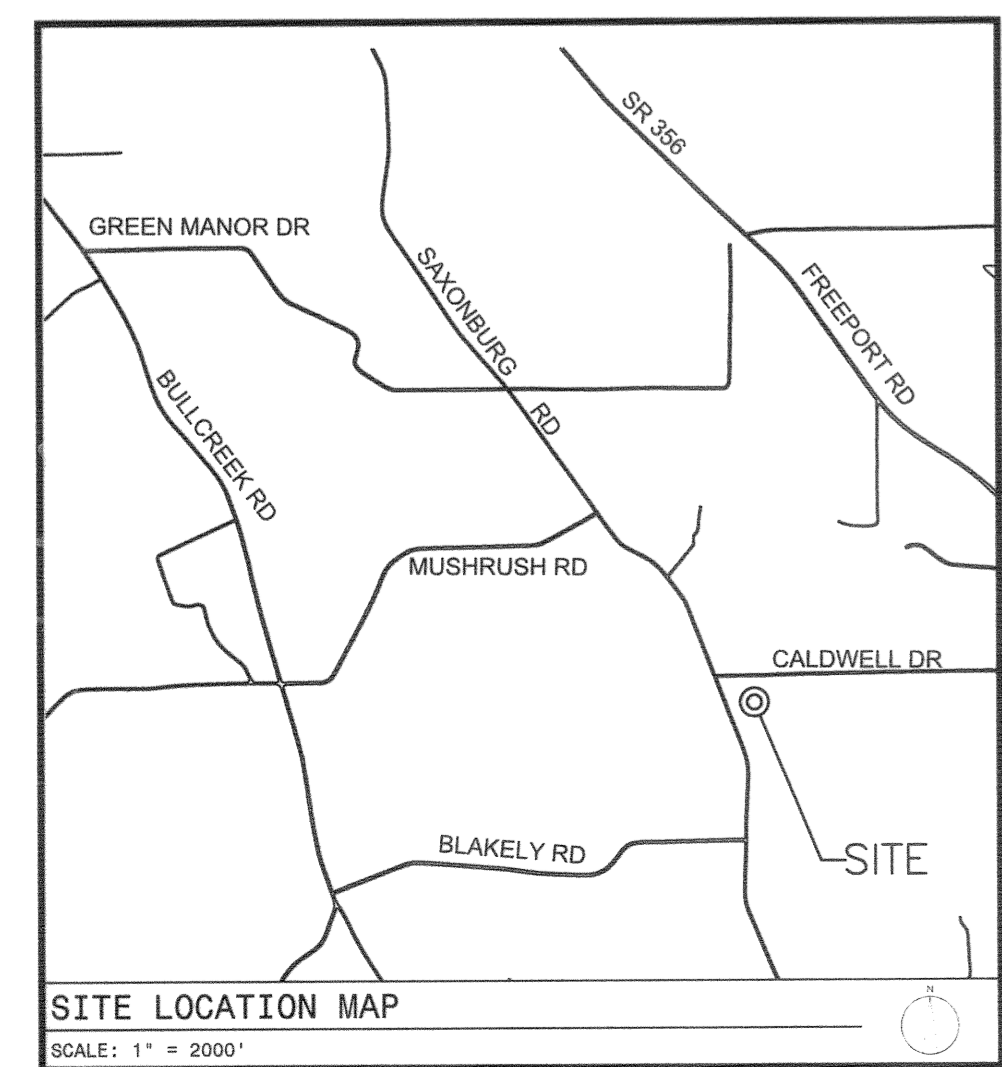 SR 356
GREEN MANOR DR
SAXONBURG RD
FREEPORT RD
BULLCREEK RD
MUSHRUSH RD
CALDWELL DR
BLAKELY RD
SITE
SITE LOCATION MAP
N
SCALE: 1" = 2000'